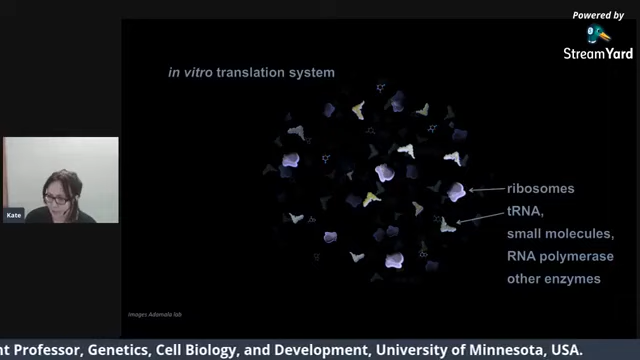 Powered by
StreamYard
in vitro translation system
ribosomes
tRNA,
small molecules,
RNA polymerase
other enzymes
Kate
images Adamala lab
nt Professor, Genetics, Cell Biology, and Development, University of Minnesota, USA.